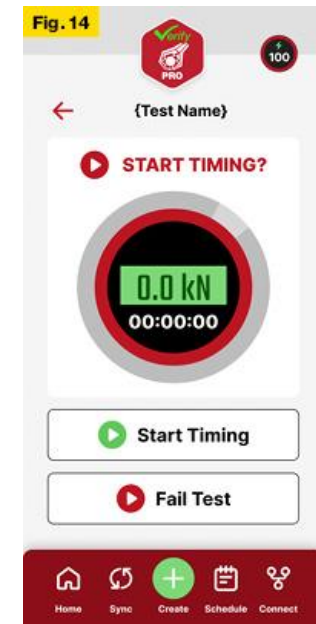 Fig.14
Verify
PRO
100
{Test Name}
START TIMING?
0.0 kN
00:00:00
Start Timing
Fail Test
Home Sync Create Schedule Connect